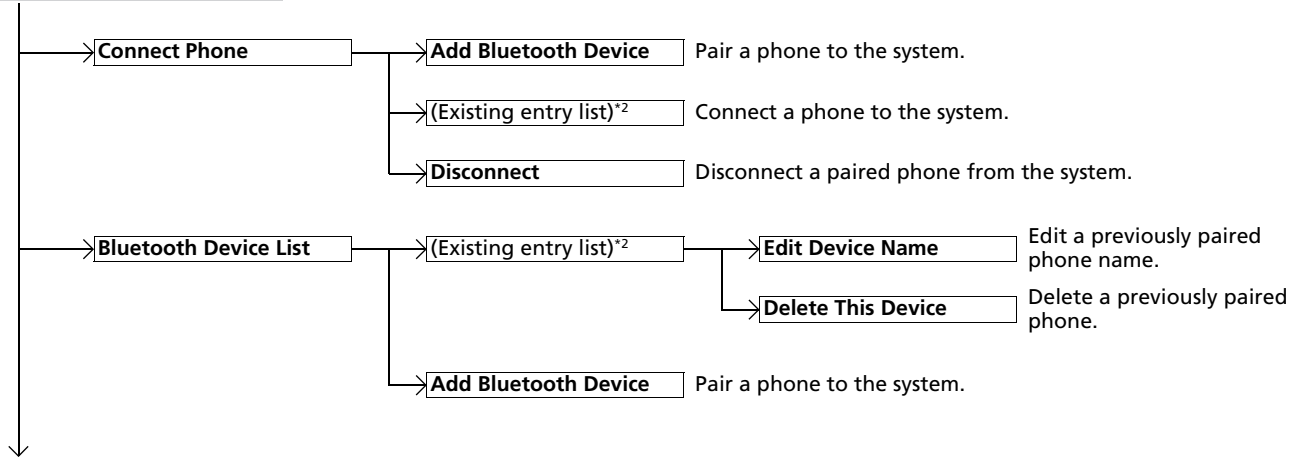 Connect Phone
Add Bluetooth Device Pair a phone to the system.
(Existing entry list)*2 Connect a phone to the system.
Disconnect Disconnect a paired phone from the system.
Bluetooth Device List
(Existing entry list)*2
Edit Device Name
Edit a previously paired
phone name.
Delete This Device
Delete a previously paired
phone.
Add Bluetooth Device Pair a phone to the system.